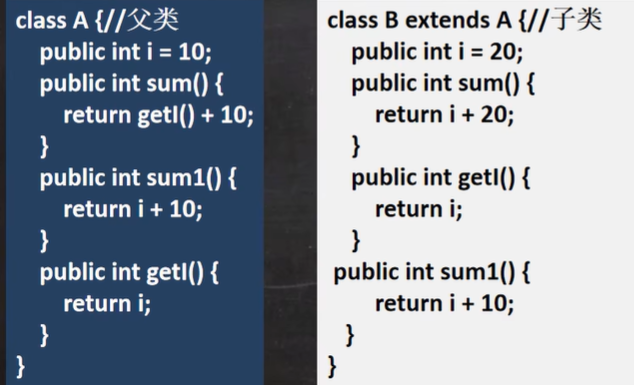 class A {//父类
public int i = 10;
public int sum() {
return getI() + 10;
}
public int sum1() {
return i + 10;
}
public int getI() {
return i;
}
}
class B extends A {//子类
public int i = 20;
public int sum() {
return i + 20;
}
public int getI() {
return i;
}
public int sum1() {
return i + 10;
}
}